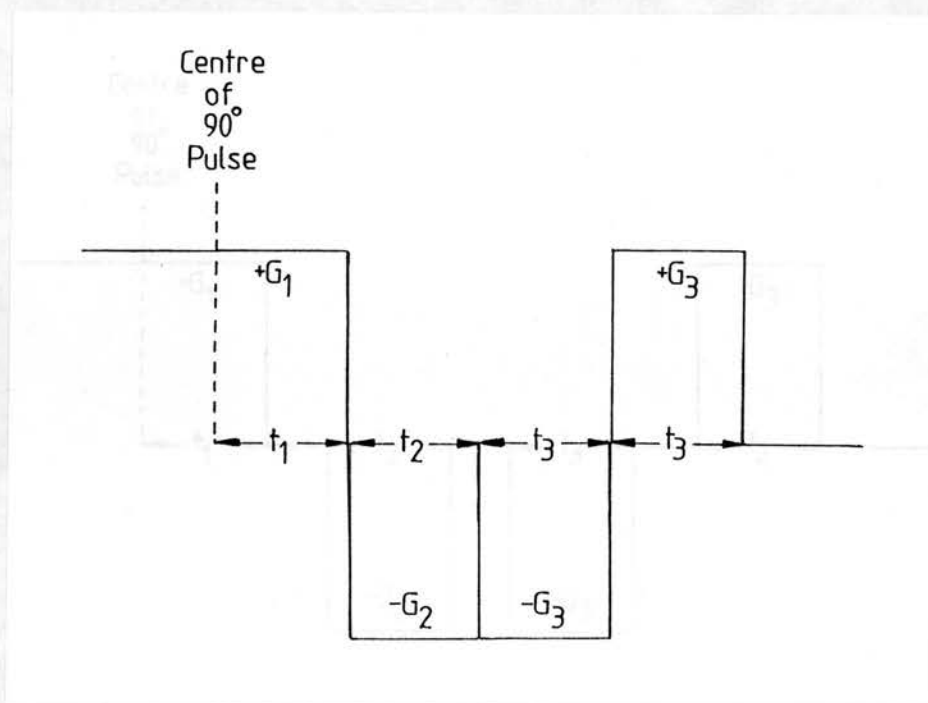 Centre
of
90°
Pulse
+G₁
+G₃
t₁
t₂
t₃
t₃
-G₂
-G₃